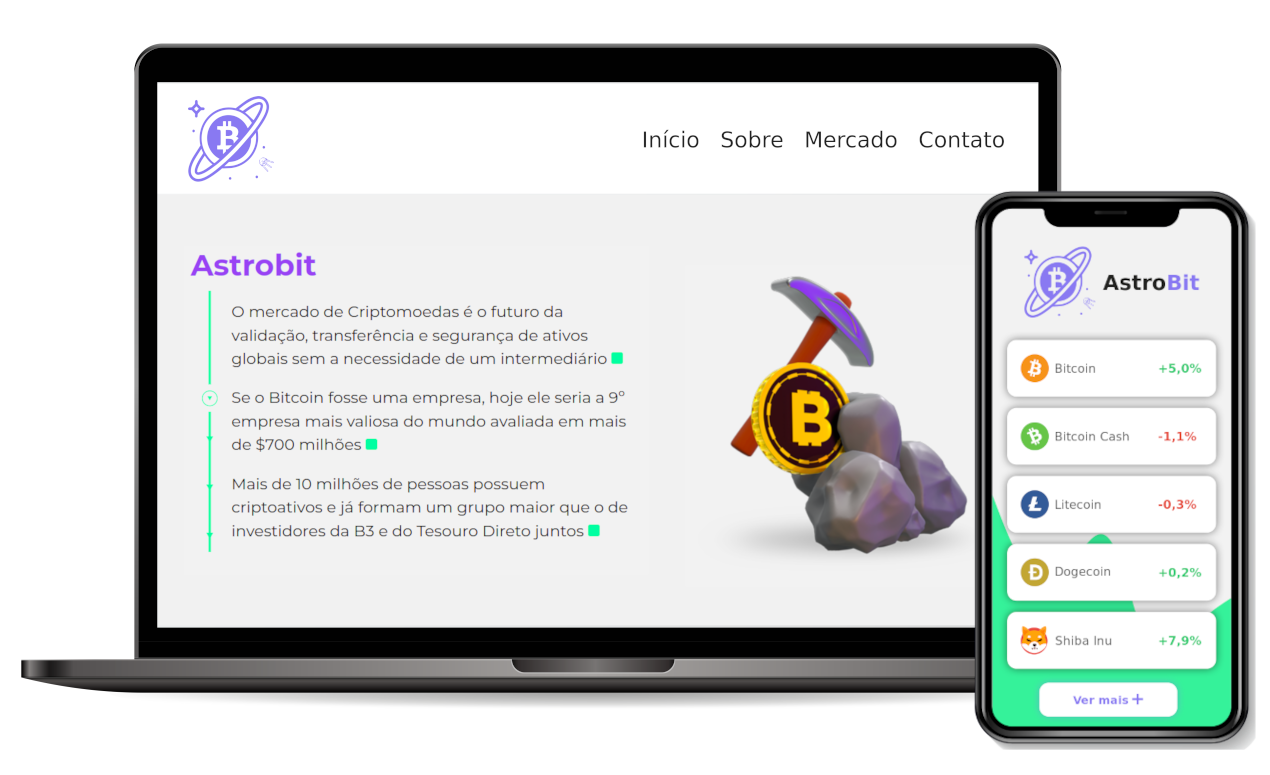 Início Sobre Mercado Contato
Astrobit
O mercado de Criptomoedas é o futuro da
validação, transferência e segurança de ativos
globais sem a necessidade de um intermediário
Se o Bitcoin fosse uma empresa, hoje ele seria a 9º
empresa mais valiosa do mundo avaliada em mais
de $700 milhões
Mais de 10 milhões de pessoas possuem
criptoativos e já formam um grupo maior que o de
investidores da B3 e do Tesouro Direto juntos
AstroBit
Bitcoin +5,0%
Bitcoin Cash -1,1%
Litecoin -0,3%
Dogecoin +0,2%
Shiba Inu +7,9%
Ver mais +